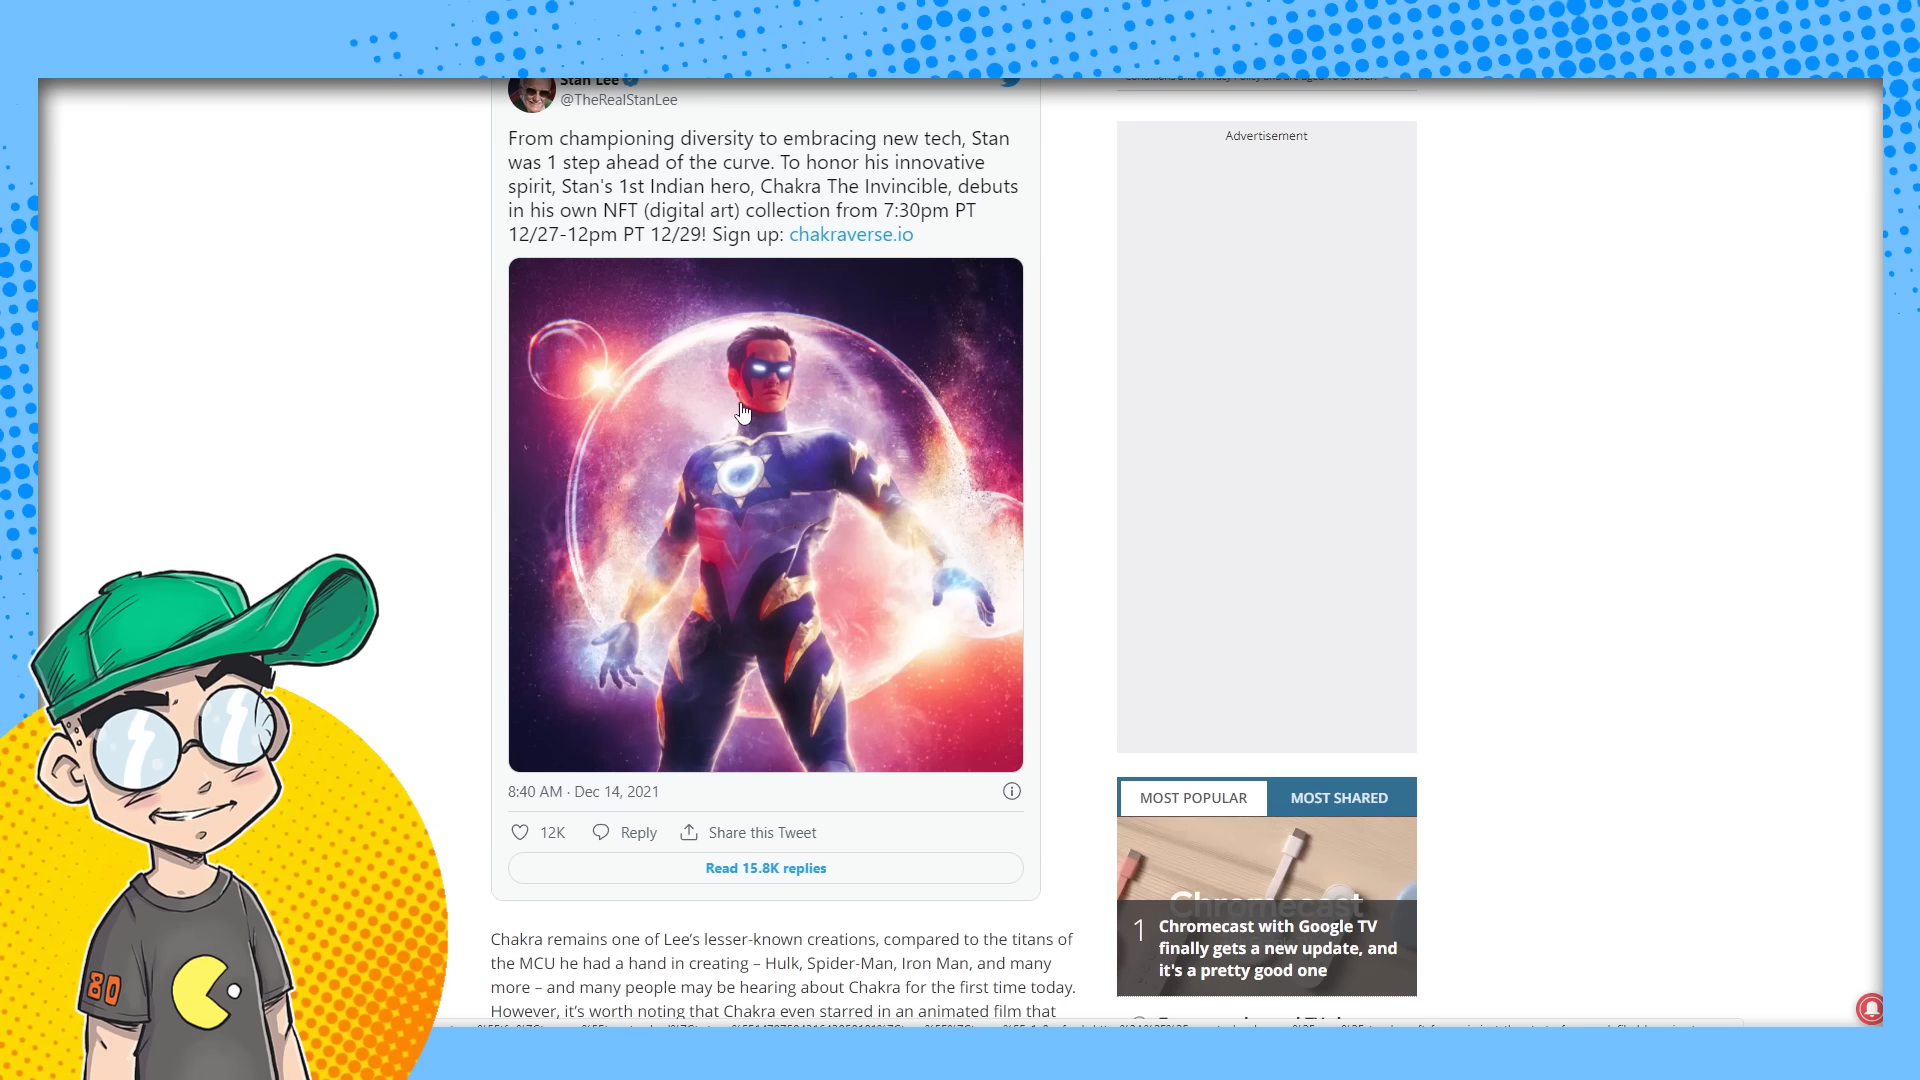 Stan Lee
@TheRealStanLee
From championing diversity to embracing new tech, Stan
was 1 step ahead of the curve. To honor his innovative
spirit, Stan's 1st Indian hero, Chakra The Invincible, debuts
in his own NFT (digital art) collection from 7:30pm PT
12/27-12pm PT 12/29! Sign up: chakraverse.io
8:40 AM · Dec 14, 2021
12K Reply Share this Tweet
Read 15.8K replies
Chakra remains one of Lee’s lesser-known creations, compared to the titans of
the MCU he had a hand in creating – Hulk, Spider-Man, Iron Man, and many
more – and many people may be hearing about Chakra for the first time today.
However, it’s worth noting that Chakra even starred in an animated film that
Advertisement
MOST POPULAR MOST SHARED
Chromecast
1 Chromecast with Google TV
finally gets a new update, and
it's a pretty good one
80